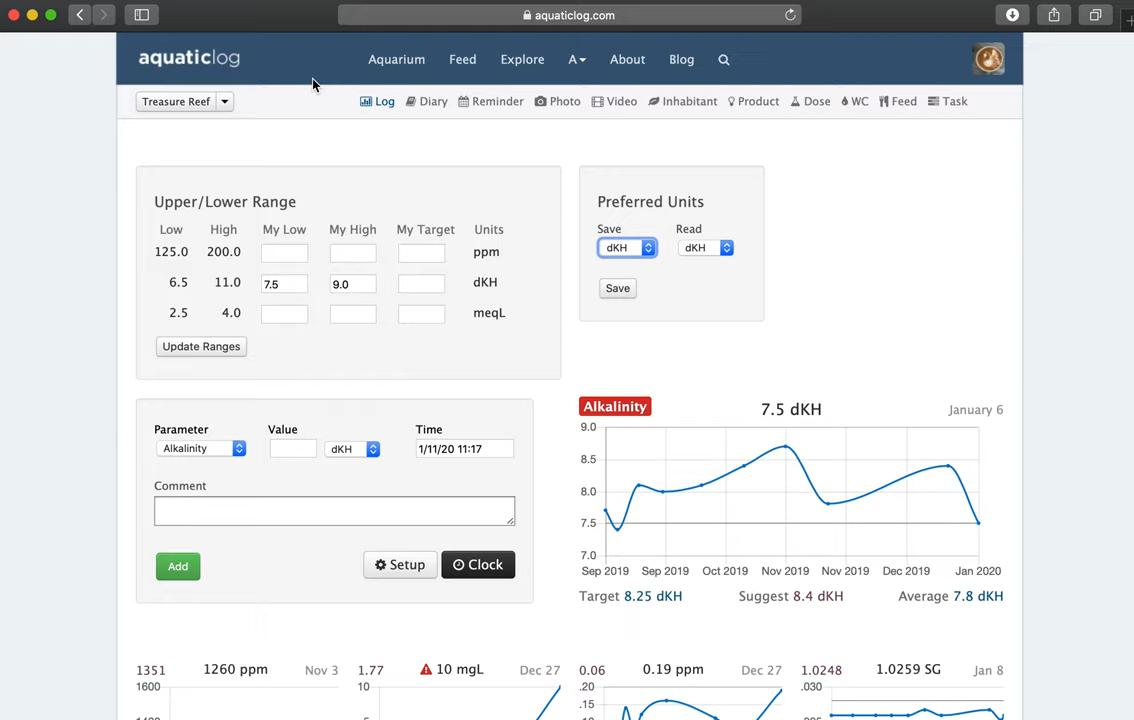 aquaticlog.com
aquaticlog Aquarium Feed Explore A About Blog
Treasure Reef Log Diary Reminder Photo Video Inhabitant Product Dose WC Feed Task
Upper/Lower Range
Low High My Low My High My Target Units
125.0 200.0 ppm
6.5 11.0 7.5 9.0 dKH
2.5 4.0 meqL
Update Ranges
Preferred Units
Save Read
dKH dKH
Save
Parameter Value Time
Alkalinity dKH 1/11/20 11:17
Comment
Add Setup Clock
Alkalinity 7.5 dKH January 6
9.0
8.5
8.0
7.5
7.0
Sep 2019 Sep 2019 Oct 2019 Nov 2019 Nov 2019 Dec 2019 Jan 2020
Target 8.25 dKH Suggest 8.4 dKH Average 7.8 dKH
1351 1260 ppm Nov 3 1.77 10 mgL Dec 27 0.06 0.19 ppm Dec 27 1.0248 1.0259 SG Jan 8
1600 10 .20 .030
.15